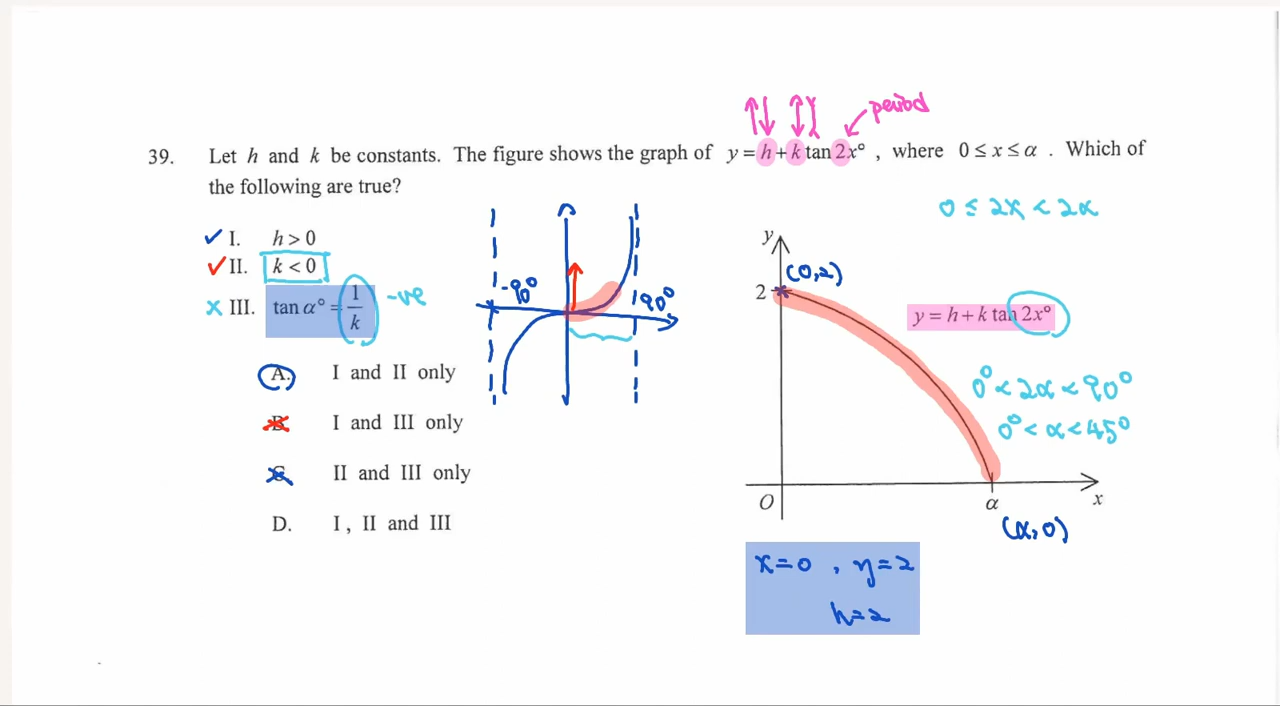 period
39. Let h and k be constants. The figure shows the graph of y = h + k tan 2x° , where 0 ≤ x ≤ α . Which of
the following are true?
0 ≤ 2x < 2α
✓ I. h > 0
✓ II. k < 0
× III. tan α° = 1/k -ve
-90° 90°
y
(0,2)
2
y = h + k tan 2x°
0° < 2α < 90°
0° < α < 45°
A. I and II only
B. I and III only
C. II and III only
D. I , II and III
O α x
(α,0)
x=0 , y=2
h=2